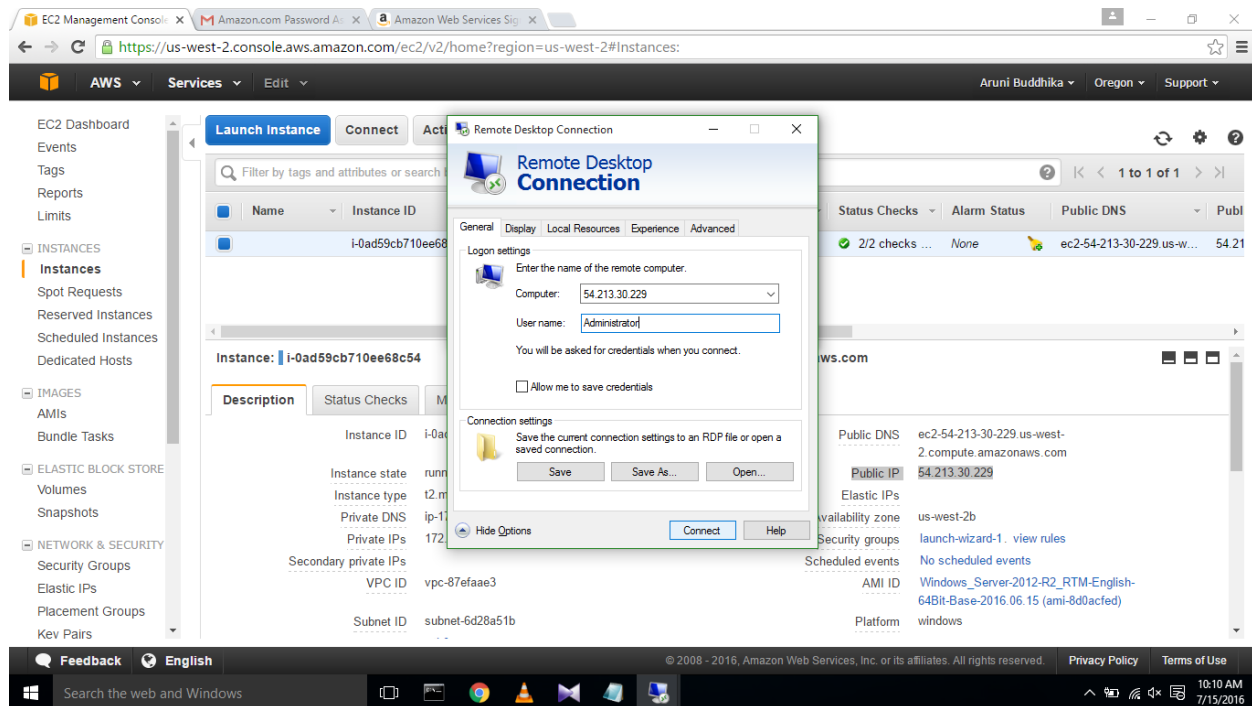 EC2 Management Console
Amazon.com Password As
Amazon Web Services Sig
https://us-west-2.console.aws.amazon.com/ec2/v2/home?region=us-west-2#Instances:
AWS Services Edit Aruni Buddhika Oregon Support
EC2 Dashboard
Events
Tags
Reports
Limits
INSTANCES
Instances
Spot Requests
Reserved Instances
Scheduled Instances
Dedicated Hosts
IMAGES
AMIs
Bundle Tasks
ELASTIC BLOCK STORE
Volumes
Snapshots
NETWORK & SECURITY
Security Groups
Elastic IPs
Placement Groups
Key Pairs
Launch Instance Connect Acti
Filter by tags and attributes or search 1 to 1 of 1
Name Instance ID Status Checks Alarm Status Public DNS Publ
i-0ad59cb710ee68 2/2 checks ... None ec2-54-213-30-229.us-w... 54.21
Instance: i-0ad59cb710ee68c54 ws.com
Description Status Checks M
Instance ID i-0ad
Instance state runn
Instance type t2.m
Private DNS ip-17
Private IPs 172.
Secondary private IPs
VPC ID vpc-87efaae3
Subnet ID subnet-6d28a51b
Public DNS ec2-54-213-30-229.us-west-
2.compute.amazonaws.com
Public IP 54.213.30.229
Elastic IPs
vailability zone us-west-2b
Security groups launch-wizard-1. view rules
Scheduled events No scheduled events
AMI ID Windows_Server-2012-R2_RTM-English-
64Bit-Base-2016.06.15 (ami-8d0acfed)
Platform windows
Remote Desktop Connection
Remote Desktop
Connection
General Display Local Resources Experience Advanced
Logon settings
Enter the name of the remote computer.
Computer: 54.213.30.229
User name: Administrator
You will be asked for credentials when you connect.
Allow me to save credentials
Connection settings
Save the current connection settings to an RDP file or open a
saved connection.
Save Save As... Open...
Hide Options Connect Help
Feedback English © 2008 - 2016, Amazon Web Services, Inc. or its affiliates. All rights reserved. Privacy Policy Terms of Use
Search the web and Windows
10:10 AM
7/15/2016